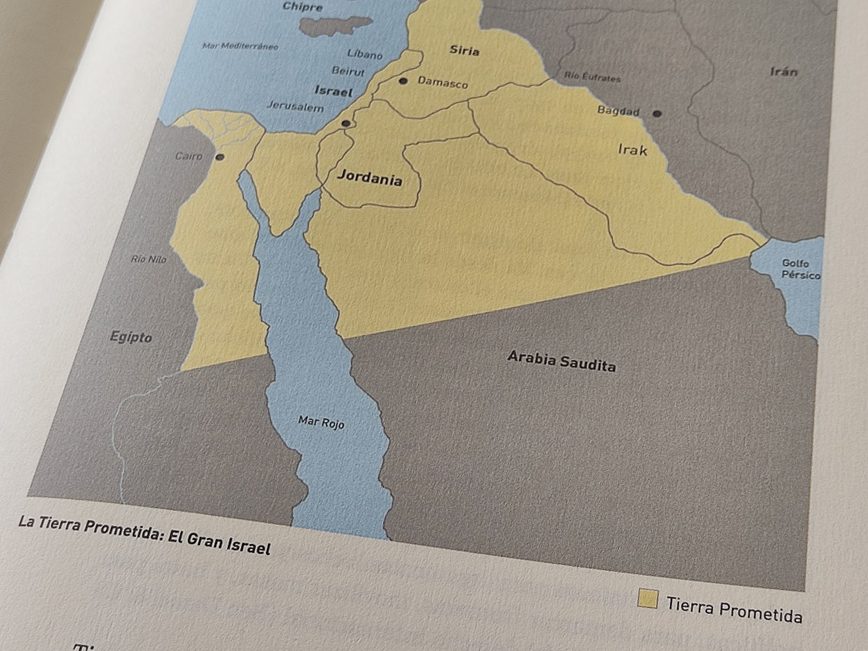 Chipre
Mar Mediterráneo
Líbano
Siria
Beirut
Damasco
Río Éufrates
Irán
Israel
Jerusalem
Bagdad
Irak
Cairo
Jordania
Río Nilo
Golfo
Pérsico
Egipto
Arabia Saudita
Mar Rojo
La Tierra Prometida: El Gran Israel
Tierra Prometida